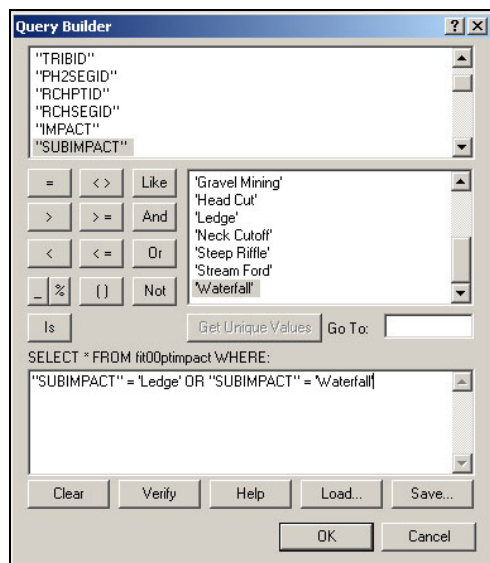 Query Builder
"TRIBID"
"PH2SEGID"
"RCHPTID"
"RCHSEGID"
"IMPACT"
"SUBIMPACT"
= < > Like
> > = And
< < = Or
_ % ( ) Not
Is
'Gravel Mining'
'Head Cut'
'Ledge'
'Neck Cutoff'
'Steep Riffle'
'Stream Ford'
'Waterfall'
Get Unique Values Go To:
SELECT * FROM fit00ptimpact WHERE:
"SUBIMPACT" = 'Ledge' OR "SUBIMPACT" = 'Waterfall'
Clear Verify Help Load... Save...
OK Cancel